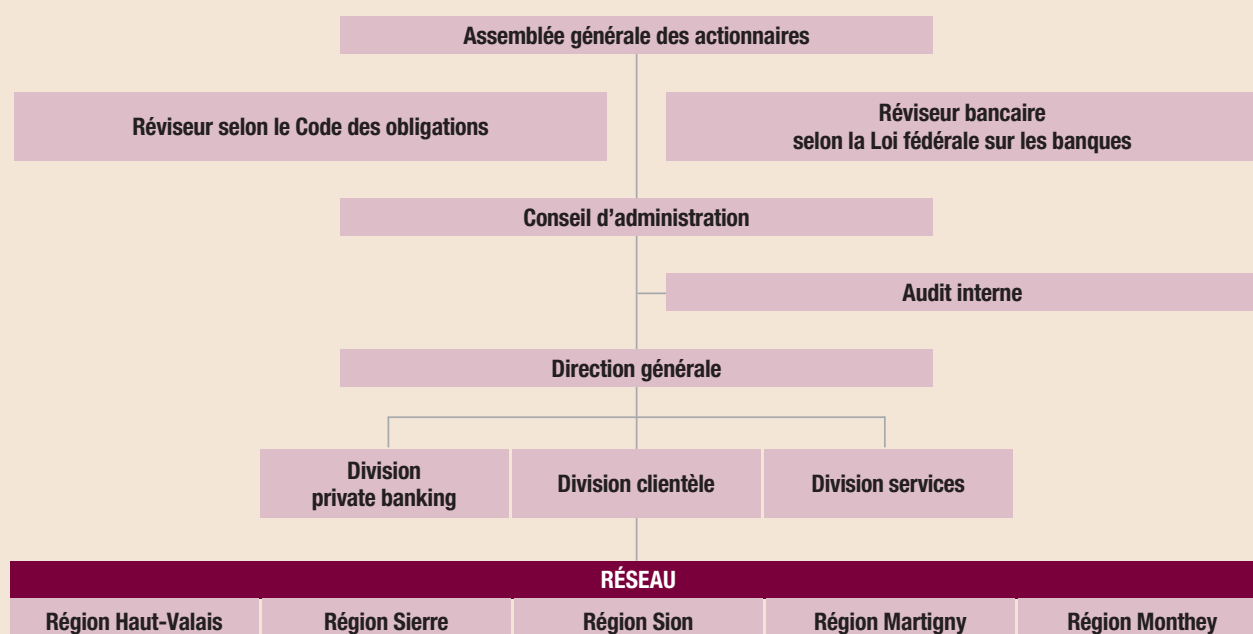 Assemblée générale des actionnaires
Réviseur selon le Code des obligations
Réviseur bancaire
selon la Loi fédérale sur les banques
Conseil d’administration
Audit interne
Direction générale
Division
private banking
Division clientèle
Division services
RÉSEAU
Région Haut-Valais
Région Sierre
Région Sion
Région Martigny
Région Monthey